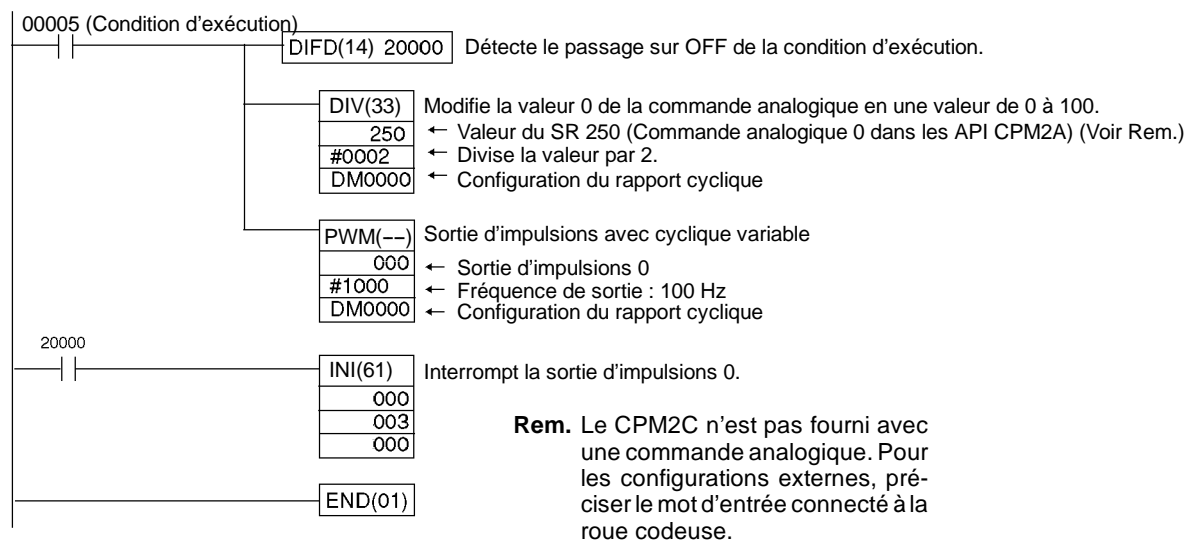 00005 (Condition d'exécution)
DIFD(14) 20000 Détecte le passage sur OFF de la condition d'exécution.
DIV(33) Modifie la valeur 0 de la commande analogique en une valeur de 0 à 100.
250 ← Valeur du SR 250 (Commande analogique 0 dans les API CPM2A) (Voir Rem.)
#0002 ← Divise la valeur par 2.
DM0000 ← Configuration du rapport cyclique
PWM(––) Sortie d'impulsions avec cyclique variable
000 ← Sortie d'impulsions 0
#1000 ← Fréquence de sortie : 100 Hz
DM0000 ← Configuration du rapport cyclique
20000
INI(61) Interrompt la sortie d'impulsions 0.
000
003
000
Rem. Le CPM2C n'est pas fourni avec
une commande analogique. Pour
les configurations externes, pré-
ciser le mot d'entrée connecté à la
roue codeuse.
END(01)